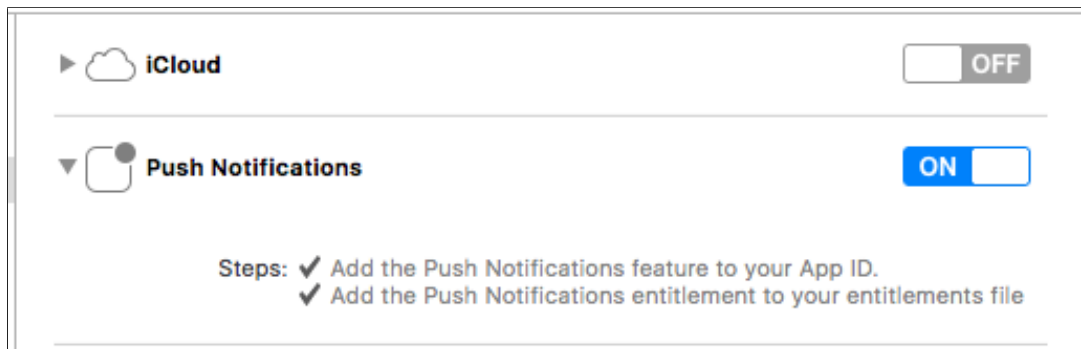 iCloud OFF
Push Notifications ON
Steps: ✔ Add the Push Notifications feature to your App ID.
✔ Add the Push Notifications entitlement to your entitlements file